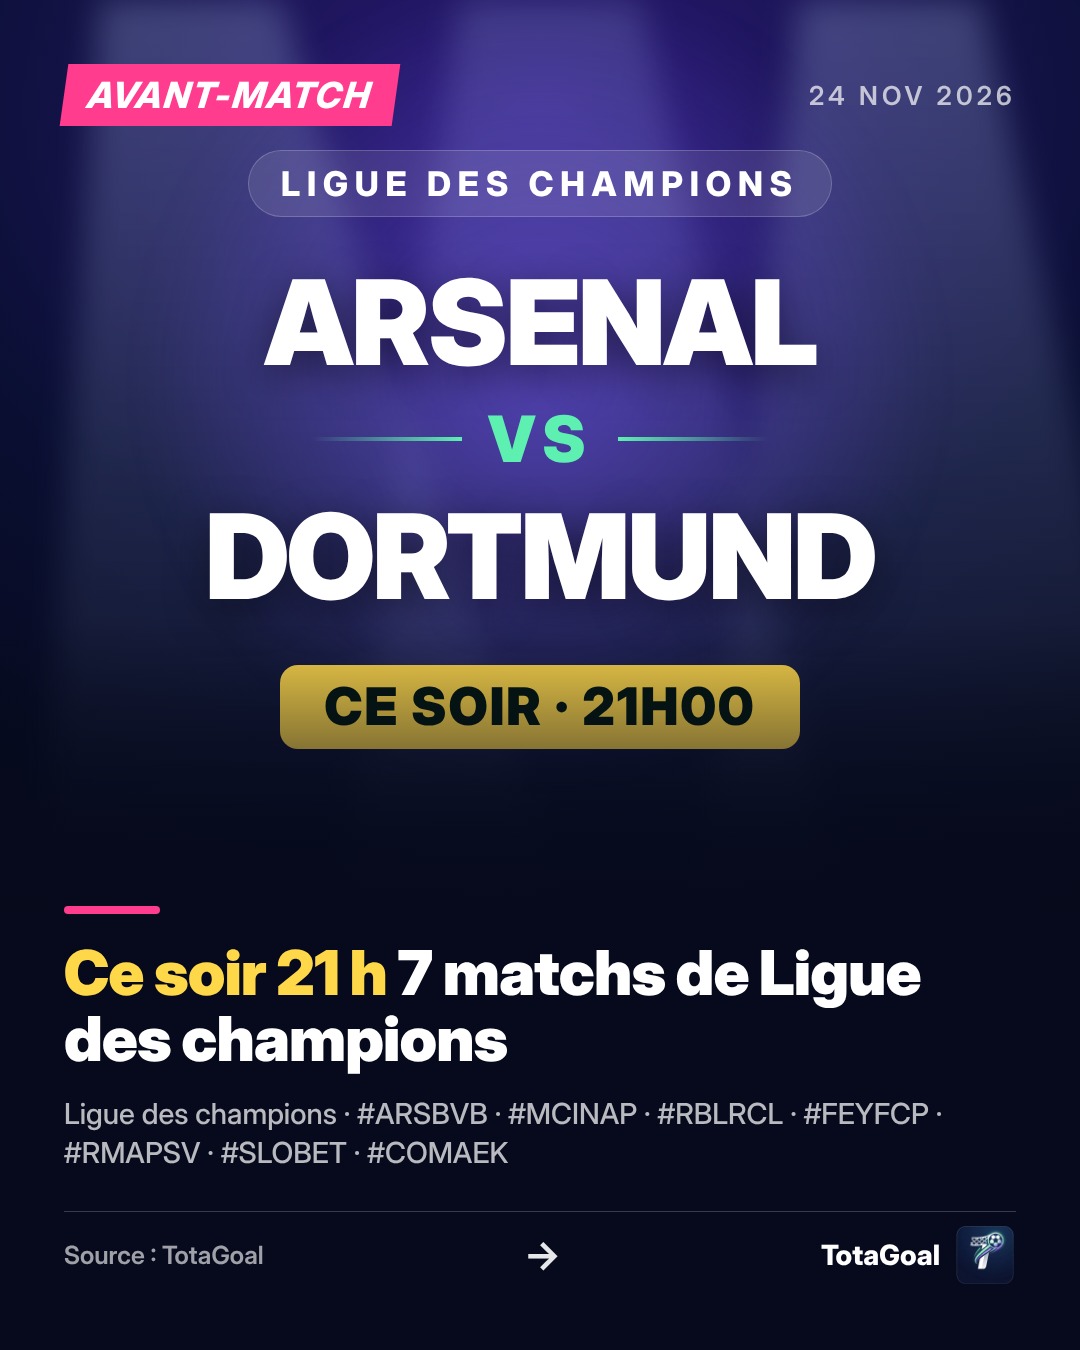 AVANT-MATCH
24 NOV 2026
LIGUE DES CHAMPIONS
ARSENAL
VS
DORTMUND
CE SOIR · 21H00
Ce soir 21 h 7 matchs de Ligue
des champions
Ligue des champions · #ARSBVB · #MCINAP · #RBLRCL · #FEYFCP ·
#RMAPSV · #SLOBET · #COMAEK
Source : TotaGoal
TotaGoal